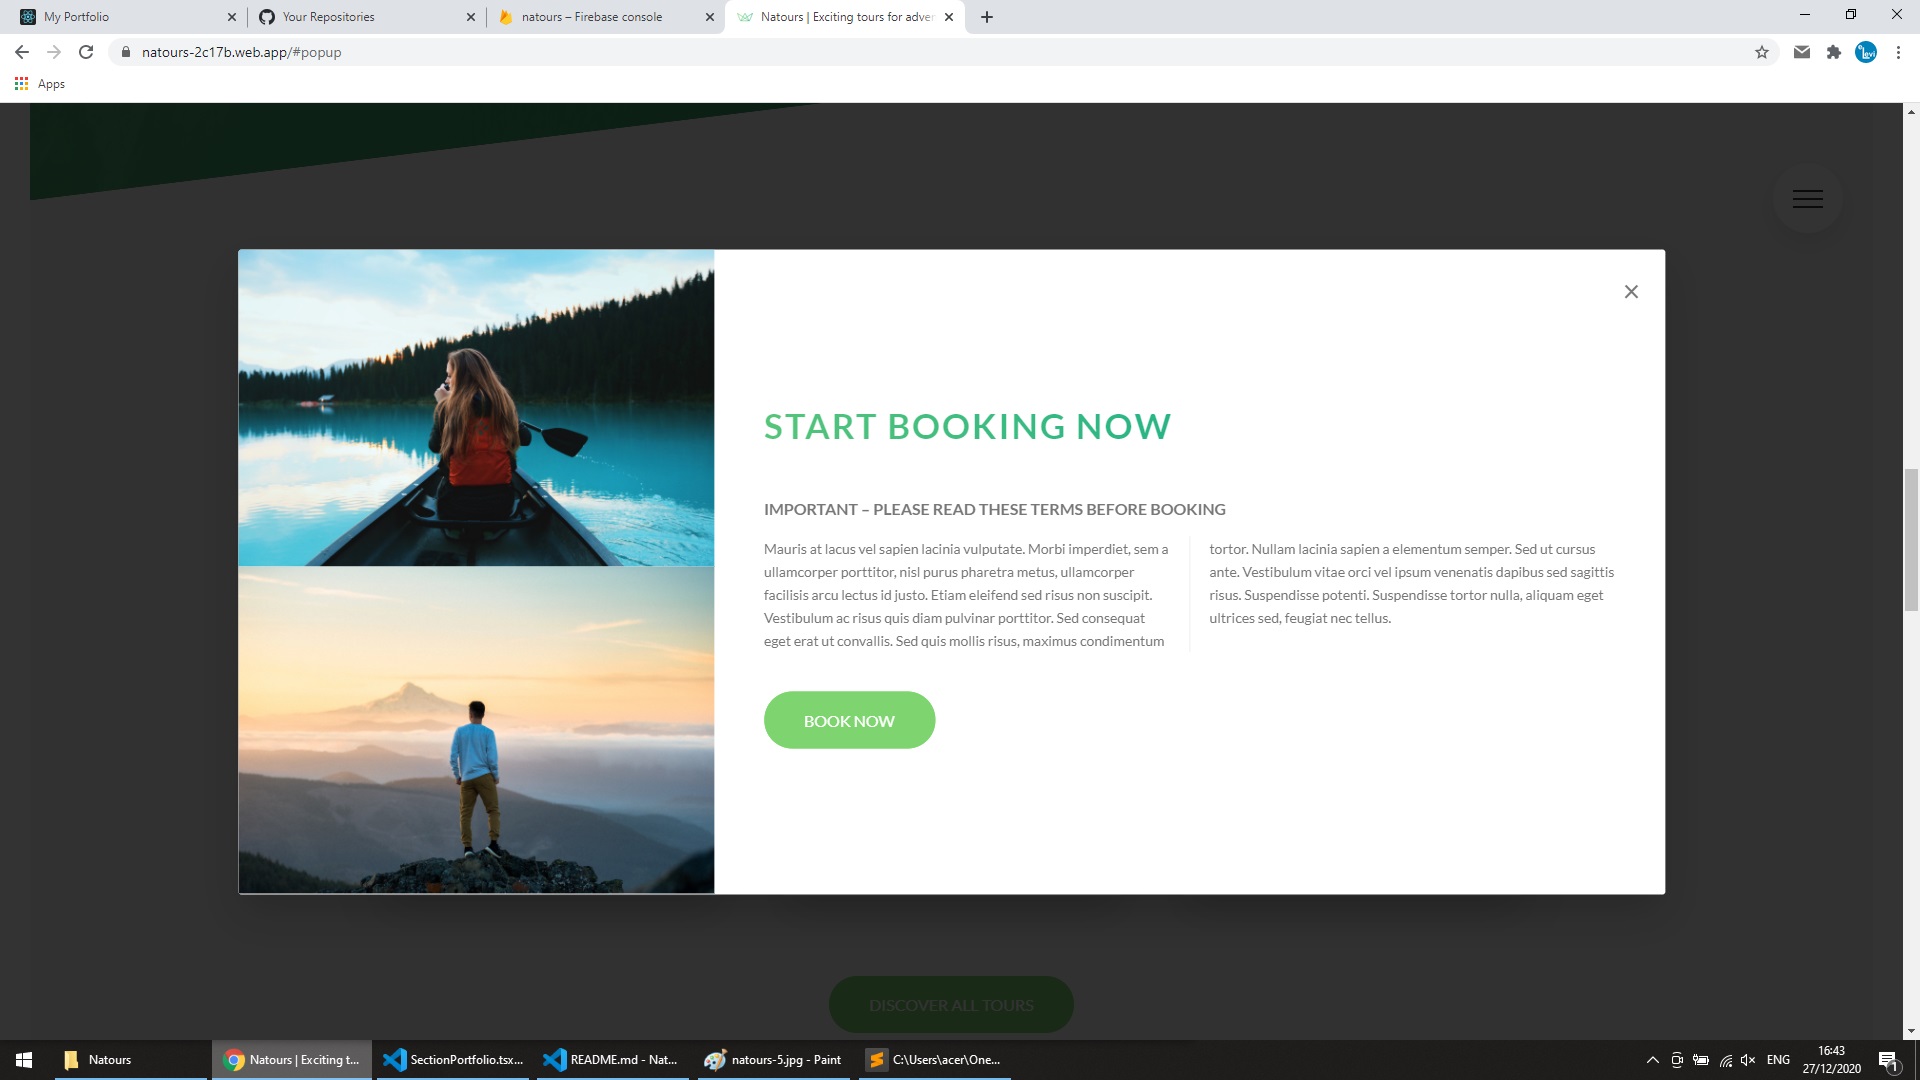 My Portfolio
Your Repositories
natours – Firebase console
Natours | Exciting tours for adver
natours-2c17b.web.app/#popup
Levi
Apps
START BOOKING NOW
IMPORTANT – PLEASE READ THESE TERMS BEFORE BOOKING
Mauris at lacus vel sapien lacinia vulputate. Morbi imperdiet, sem a
ullamcorper porttitor, nisl purus pharetra metus, ullamcorper
facilisis arcu lectus id justo. Etiam eleifend sed risus non suscipit.
Vestibulum ac risus quis diam pulvinar porttitor. Sed consequat
eget erat ut convallis. Sed quis mollis risus, maximus condimentum
tortor. Nullam lacinia sapien a elementum semper. Sed ut cursus
ante. Vestibulum vitae orci vel ipsum venenatis dapibus sed sagittis
risus. Suspendisse potenti. Suspendisse tortor nulla, aliquam eget
ultrices sed, feugiat nec tellus.
BOOK NOW
DISCOVER ALL TOURS
Natours
Natours | Exciting t...
SectionPortfolio.tsx...
README.md - Nat...
natours-5.jpg - Paint
C:\Users\acer\One...
ENG
16:43
27/12/2020
1